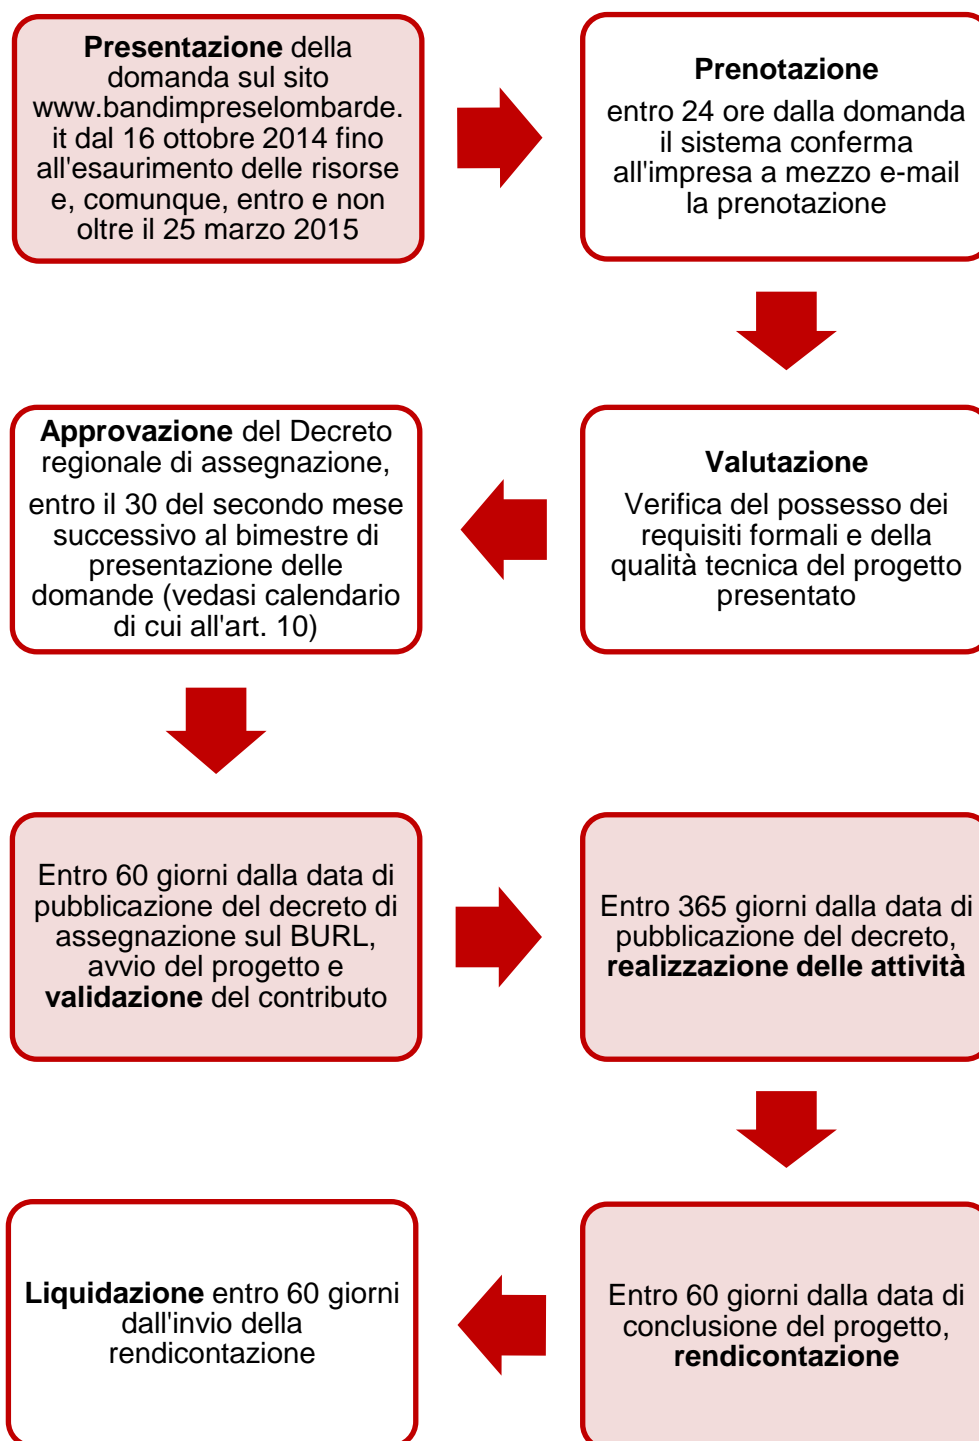 Presentazione della
domanda sul sito
www.bandimpreselombarde.
it dal 16 ottobre 2014 fino
all'esaurimento delle risorse
e, comunque, entro e non
oltre il 25 marzo 2015
Prenotazione
entro 24 ore dalla domanda
il sistema conferma
all'impresa a mezzo e-mail
la prenotazione
Valutazione
Verifica del possesso dei
requisiti formali e della
qualità tecnica del progetto
presentato
Approvazione del Decreto
regionale di assegnazione,
entro il 30 del secondo mese
successivo al bimestre di
presentazione delle
domande (vedasi calendario
di cui all'art. 10)
Entro 60 giorni dalla data di
pubblicazione del decreto di
assegnazione sul BURL,
avvio del progetto e
validazione del contributo
Entro 365 giorni dalla data di
pubblicazione del decreto,
realizzazione delle attività
Entro 60 giorni dalla data di
conclusione del progetto,
rendicontazione
Liquidazione entro 60 giorni
dall'invio della
rendicontazione